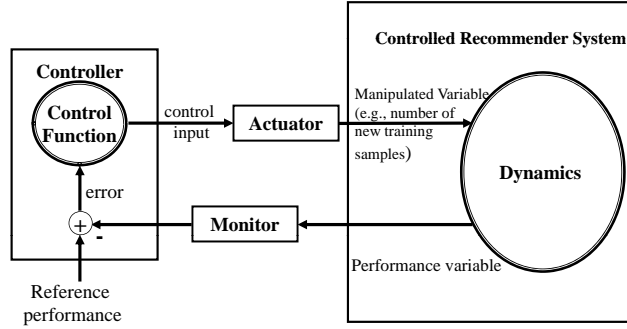 Controlled Recommender System
Controller
Control
Function
control
input
Actuator
Manipulated Variable
(e.g., number of
new training
samples)
Dynamics
error
+
-
Monitor
Performance variable
Reference
performance